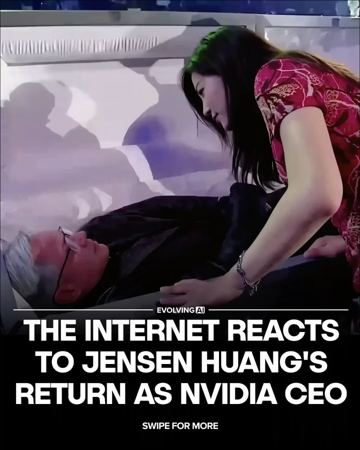 EVOLVING AI
THE INTERNET REACTS
TO JENSEN HUANG'S
RETURN AS NVIDIA CEO
SWIPE FOR MORE